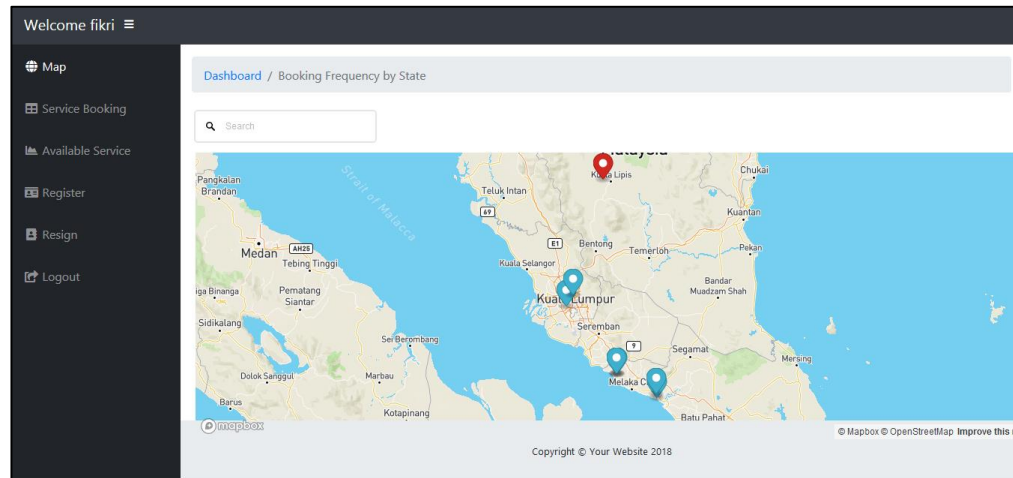 Welcome fikri
Map
Service Booking
Available Service
Register
Resign
Logout
Dashboard / Booking Frequency by State
Search
Pangkalan
Brandan
Strait of Malacca
Teluk Intan
Lipis
Chukai
69
Kuantan
E1
Bentong
Temerloh
Pekan
Medan
AH25
Tebing Tinggi
Kuala Selangor
Bandar
Muadzam Shah
iga Binanga
Pematang
Siantar
Kuala Lumpur
Sidikalang
Seremban
Sei Berombang
9
Segamat
Mersing
Dolok Sanggul
Marbau
Melaka C
Barus
Kotapinang
Batu Pahat
mapbox
© Mapbox © OpenStreetMap Improve this
Copyright © Your Website 2018